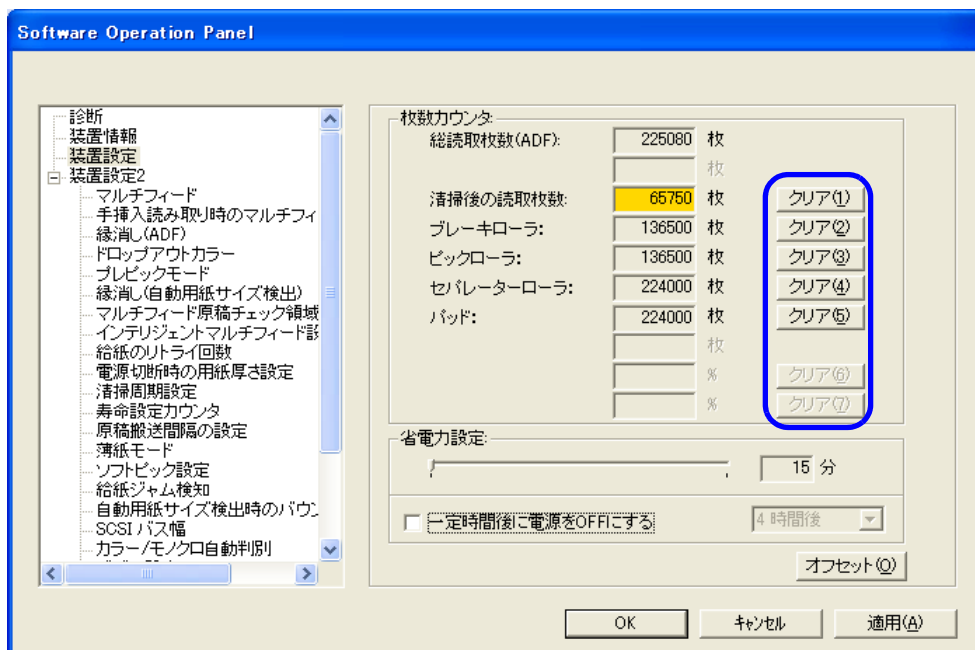 Software Operation Panel
診断
装置情報
装置設定
装置設定2
マルチフィード
手挿入読み取り時のマルチフィ
縁消し(ADF)
ドロップアウトカラー
プレピックモード
縁消し(自動用紙サイズ検出)
マルチフィード原稿チェック領域
インテリジェントマルチフィード設
給紙のリトライ回数
電源切断時の用紙厚さ設定
清掃周期設定
寿命設定カウンタ
原稿搬送間隔の設定
薄紙モード
ソフトピック設定
給紙ジャム検知
自動用紙サイズ検出時のバウン
SCSI バス幅
カラー/モノクロ自動判別
枚数カウンタ:
総読取枚数(ADF): 225080 枚
枚
清掃後の読取枚数: 65750 枚 クリア(1)
ブレーキローラ: 136500 枚 クリア(2)
ピックローラ: 136500 枚 クリア(3)
セパレーターローラ: 224000 枚 クリア(4)
パッド: 224000 枚 クリア(5)
枚
% クリア(6)
% クリア(7)
省電力設定:
15 分
一定時間後に電源をOFFにする 4 時間後
オフセット(O)
OK キャンセル 適用(A)